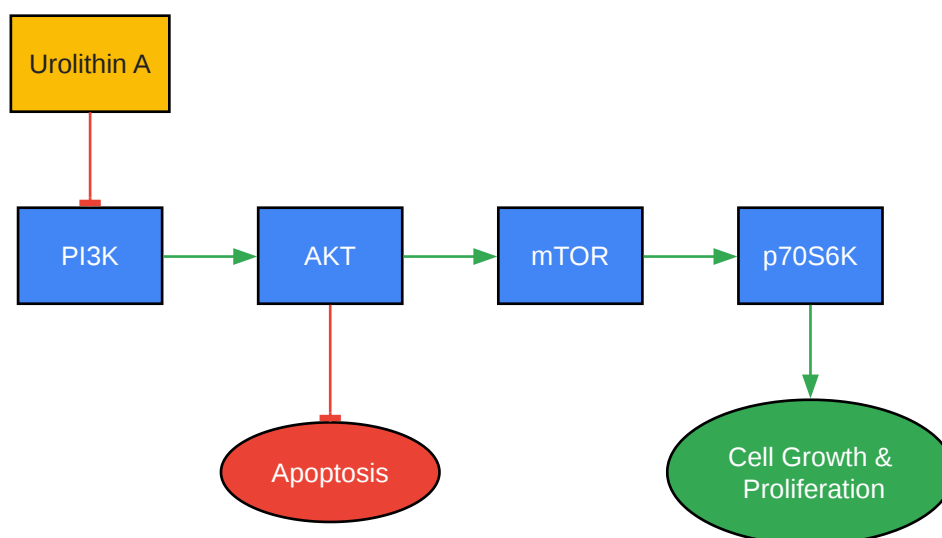 Urolithin A
PI3K
AKT
mTOR
p70S6K
Apoptosis
Cell Growth &
Proliferation